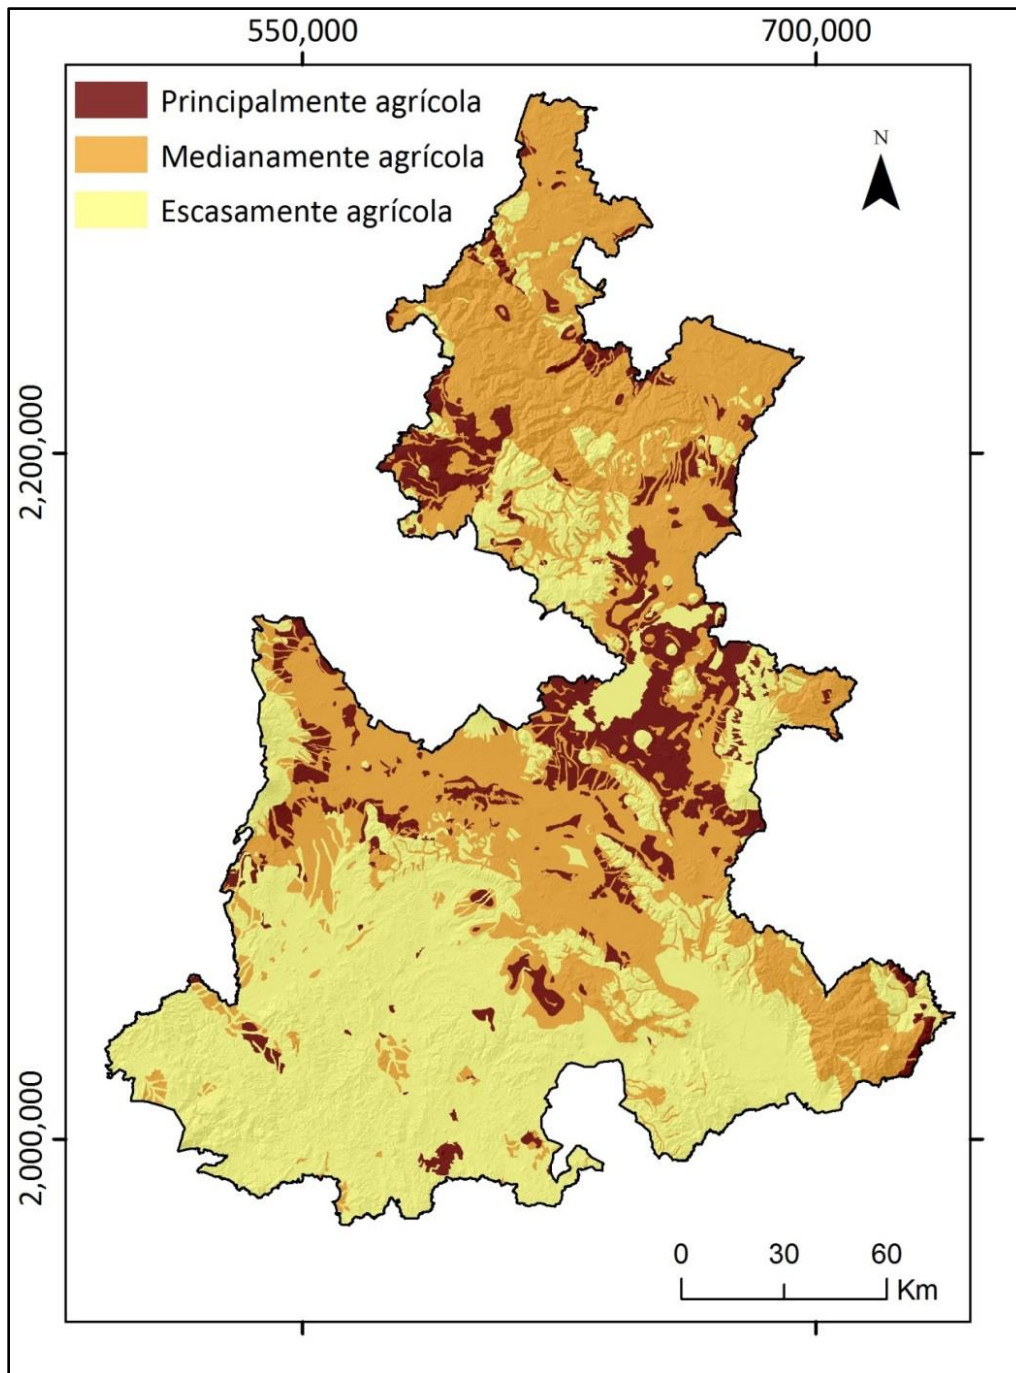 550,000 700,000
Principalmente agrícola
Medianamente agrícola
Escasamente agrícola
N
2,200,000
2,000,000
0 30 60
Km